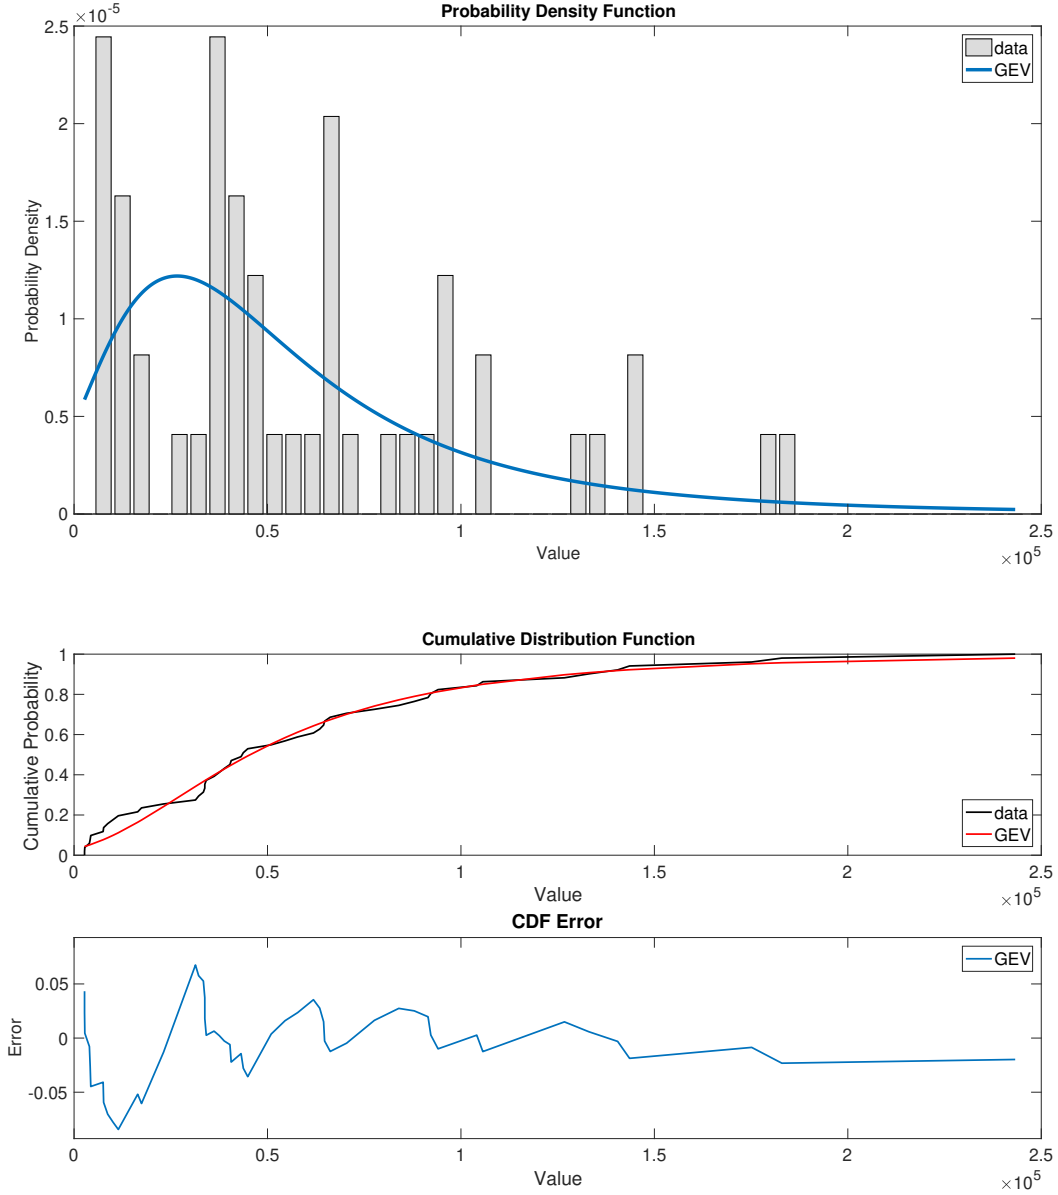 Probability Density Function
×10⁻⁵
2.5
2
1.5
1
0.5
0
Probability Density
data
GEV
0 0.5 1 1.5 2 2.5
Value
×10⁵
Cumulative Distribution Function
1
0.8
0.6
0.4
0.2
0
Cumulative Probability
data
GEV
0 0.5 1 1.5 2 2.5
Value
×10⁵
CDF Error
0.05
0
-0.05
Error
GEV
0 0.5 1 1.5 2 2.5
Value
×10⁵